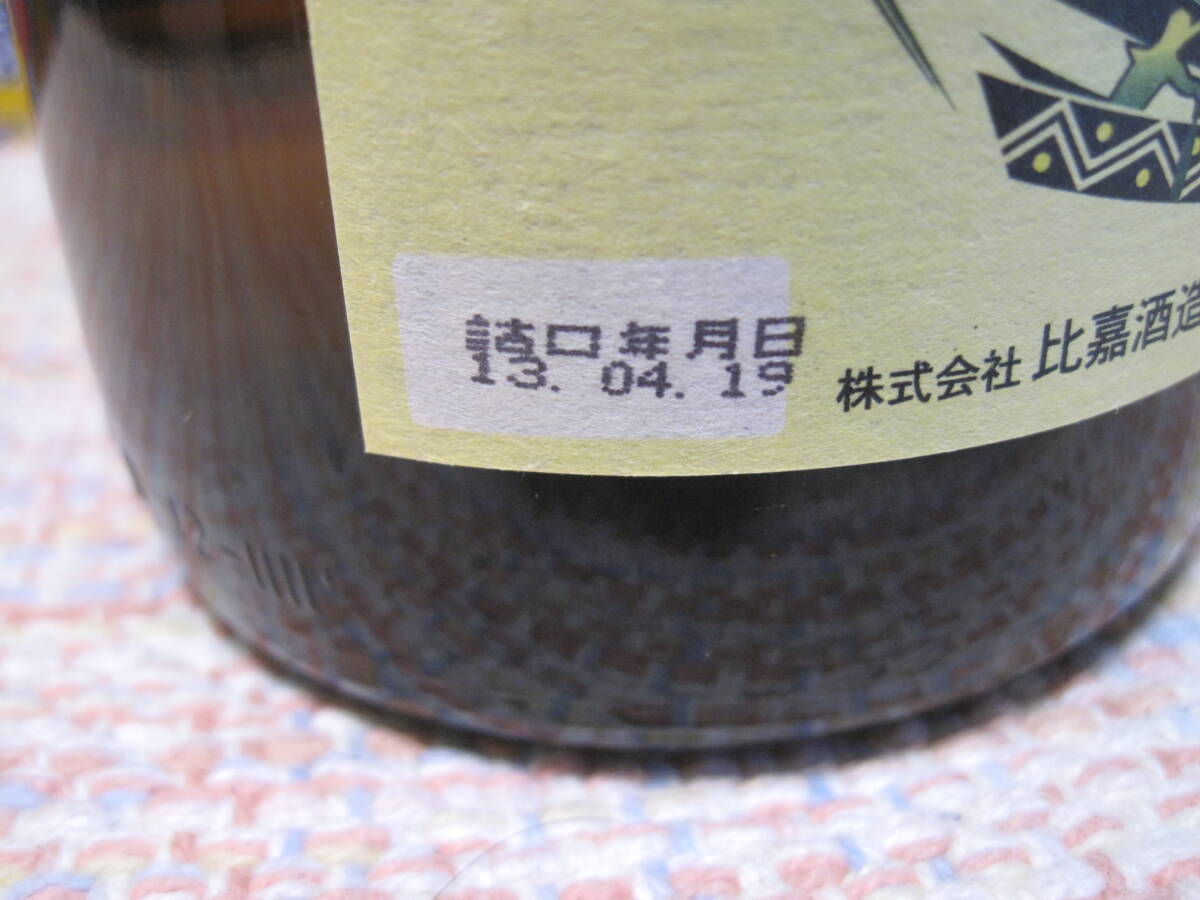 詰口年月日
13. 04. 19
株式会社 比嘉酒造